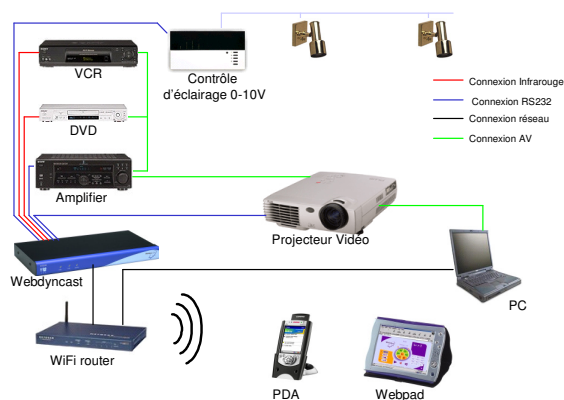 VCR
Contrôle
d'éclairage 0-10V
Connexion Infrarouge
Connexion RS232
Connexion réseau
Connexion AV
DVD
Amplifier
Projecteur Vidéo
Webdyncast
PC
WiFi router
PDA
Webpad